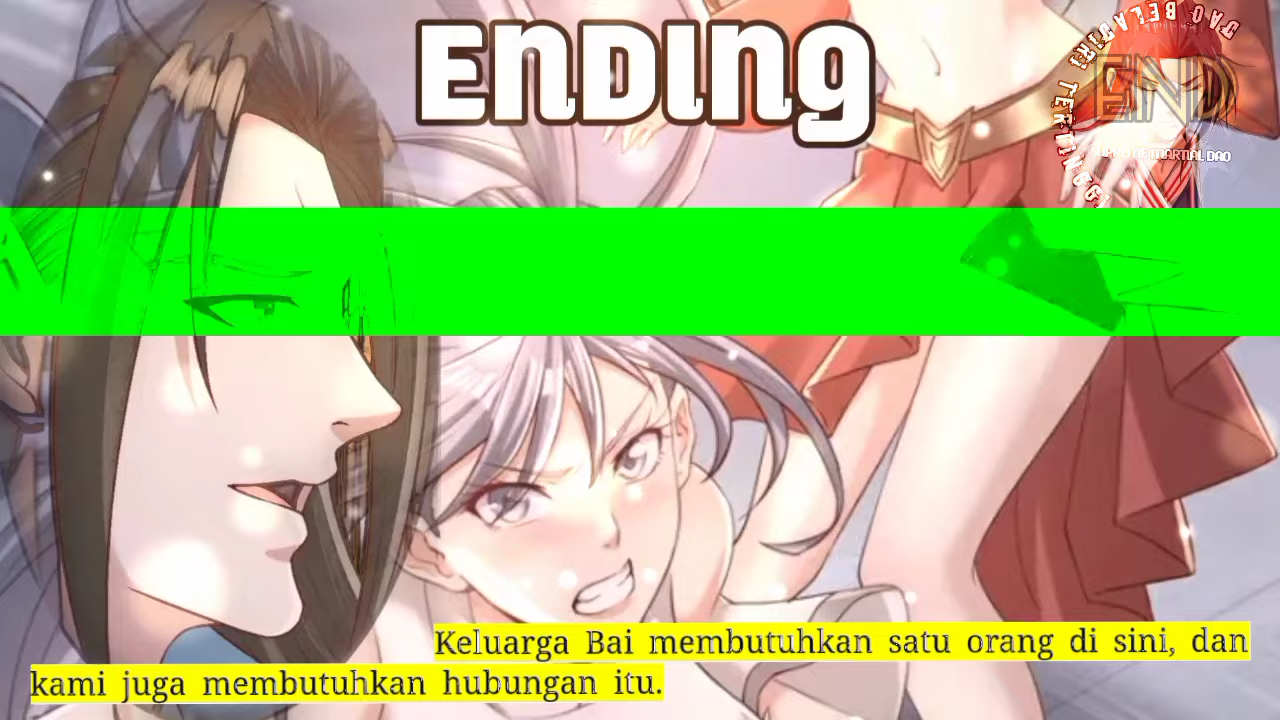 ENDING
DAO BELADIRI TERTINGGI
END
SUPREME MARTIAL DAO
Keluarga Bai membutuhkan satu orang di sini, dan
kami juga membutuhkan hubungan itu.